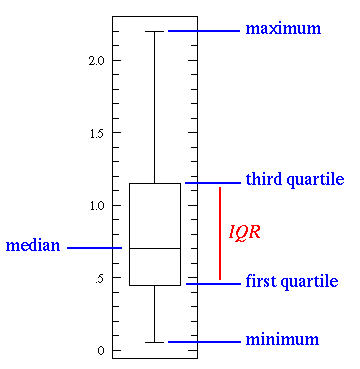 maximum
2.0
1.5
third quartile
1.0
IQR
median
.5
first quartile
minimum
0